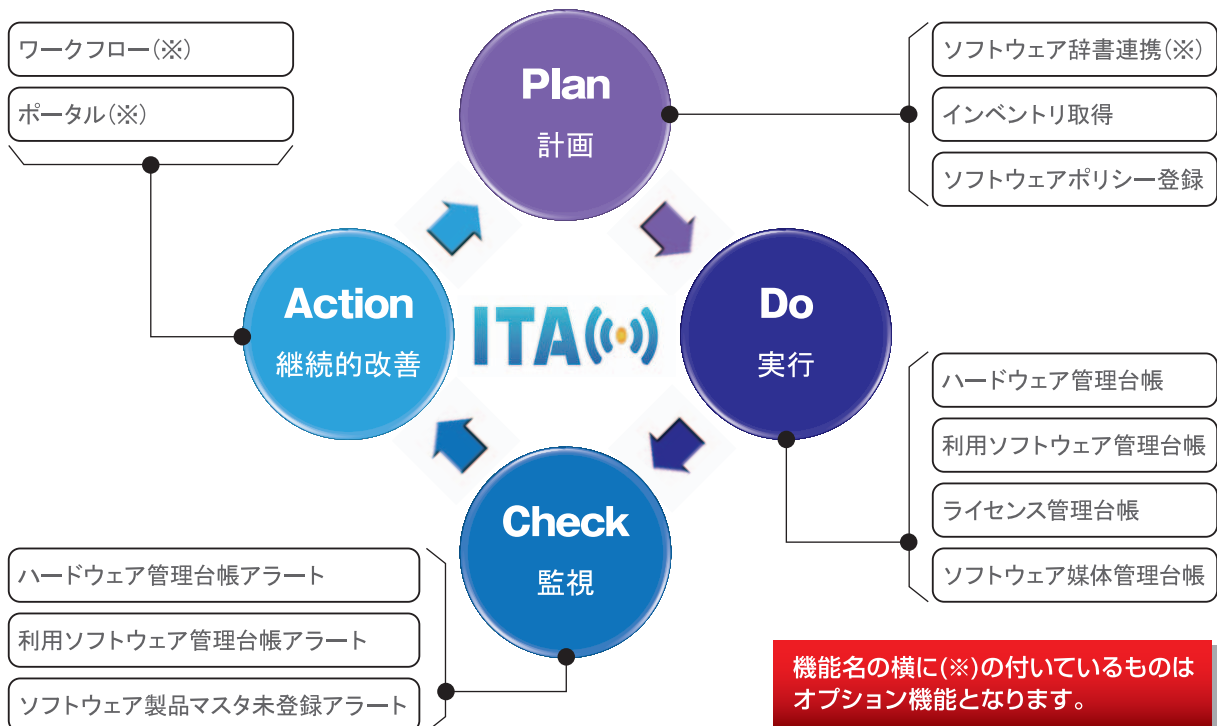 ワークフロー(※)
ポータル(※)
Plan
計画
ソフトウェア辞書連携(※)
インベントリ取得
ソフトウェアポリシー登録
Action
継続的改善
ITA
Do
実行
ハードウェア管理台帳
利用ソフトウェア管理台帳
ライセンス管理台帳
ソフトウェア媒体管理台帳
Check
監視
ハードウェア管理台帳アラート
利用ソフトウェア管理台帳アラート
ソフトウェア製品マスタ未登録アラート
機能名の横に(※)の付いているものは
オプション機能となります。